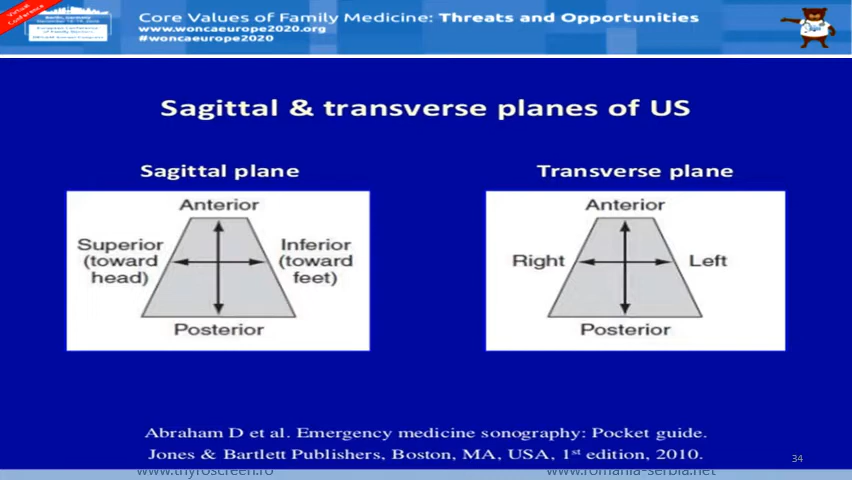 Virtual
Conference
Core Values of Family Medicine: Threats and Opportunities
www.woncaeurope2020.org
#woncaeurope2020
Sagittal & transverse planes of US
Sagittal plane
Transverse plane
Anterior
Superior
(toward
head)
Inferior
(toward
feet)
Posterior
Anterior
Right
Left
Posterior
Abraham D et al. Emergency medicine sonography: Pocket guide.
Jones & Bartlett Publishers, Boston, MA, USA, 1st edition, 2010.
34
www.thyroscreen.ro
www.romania-serbia.net